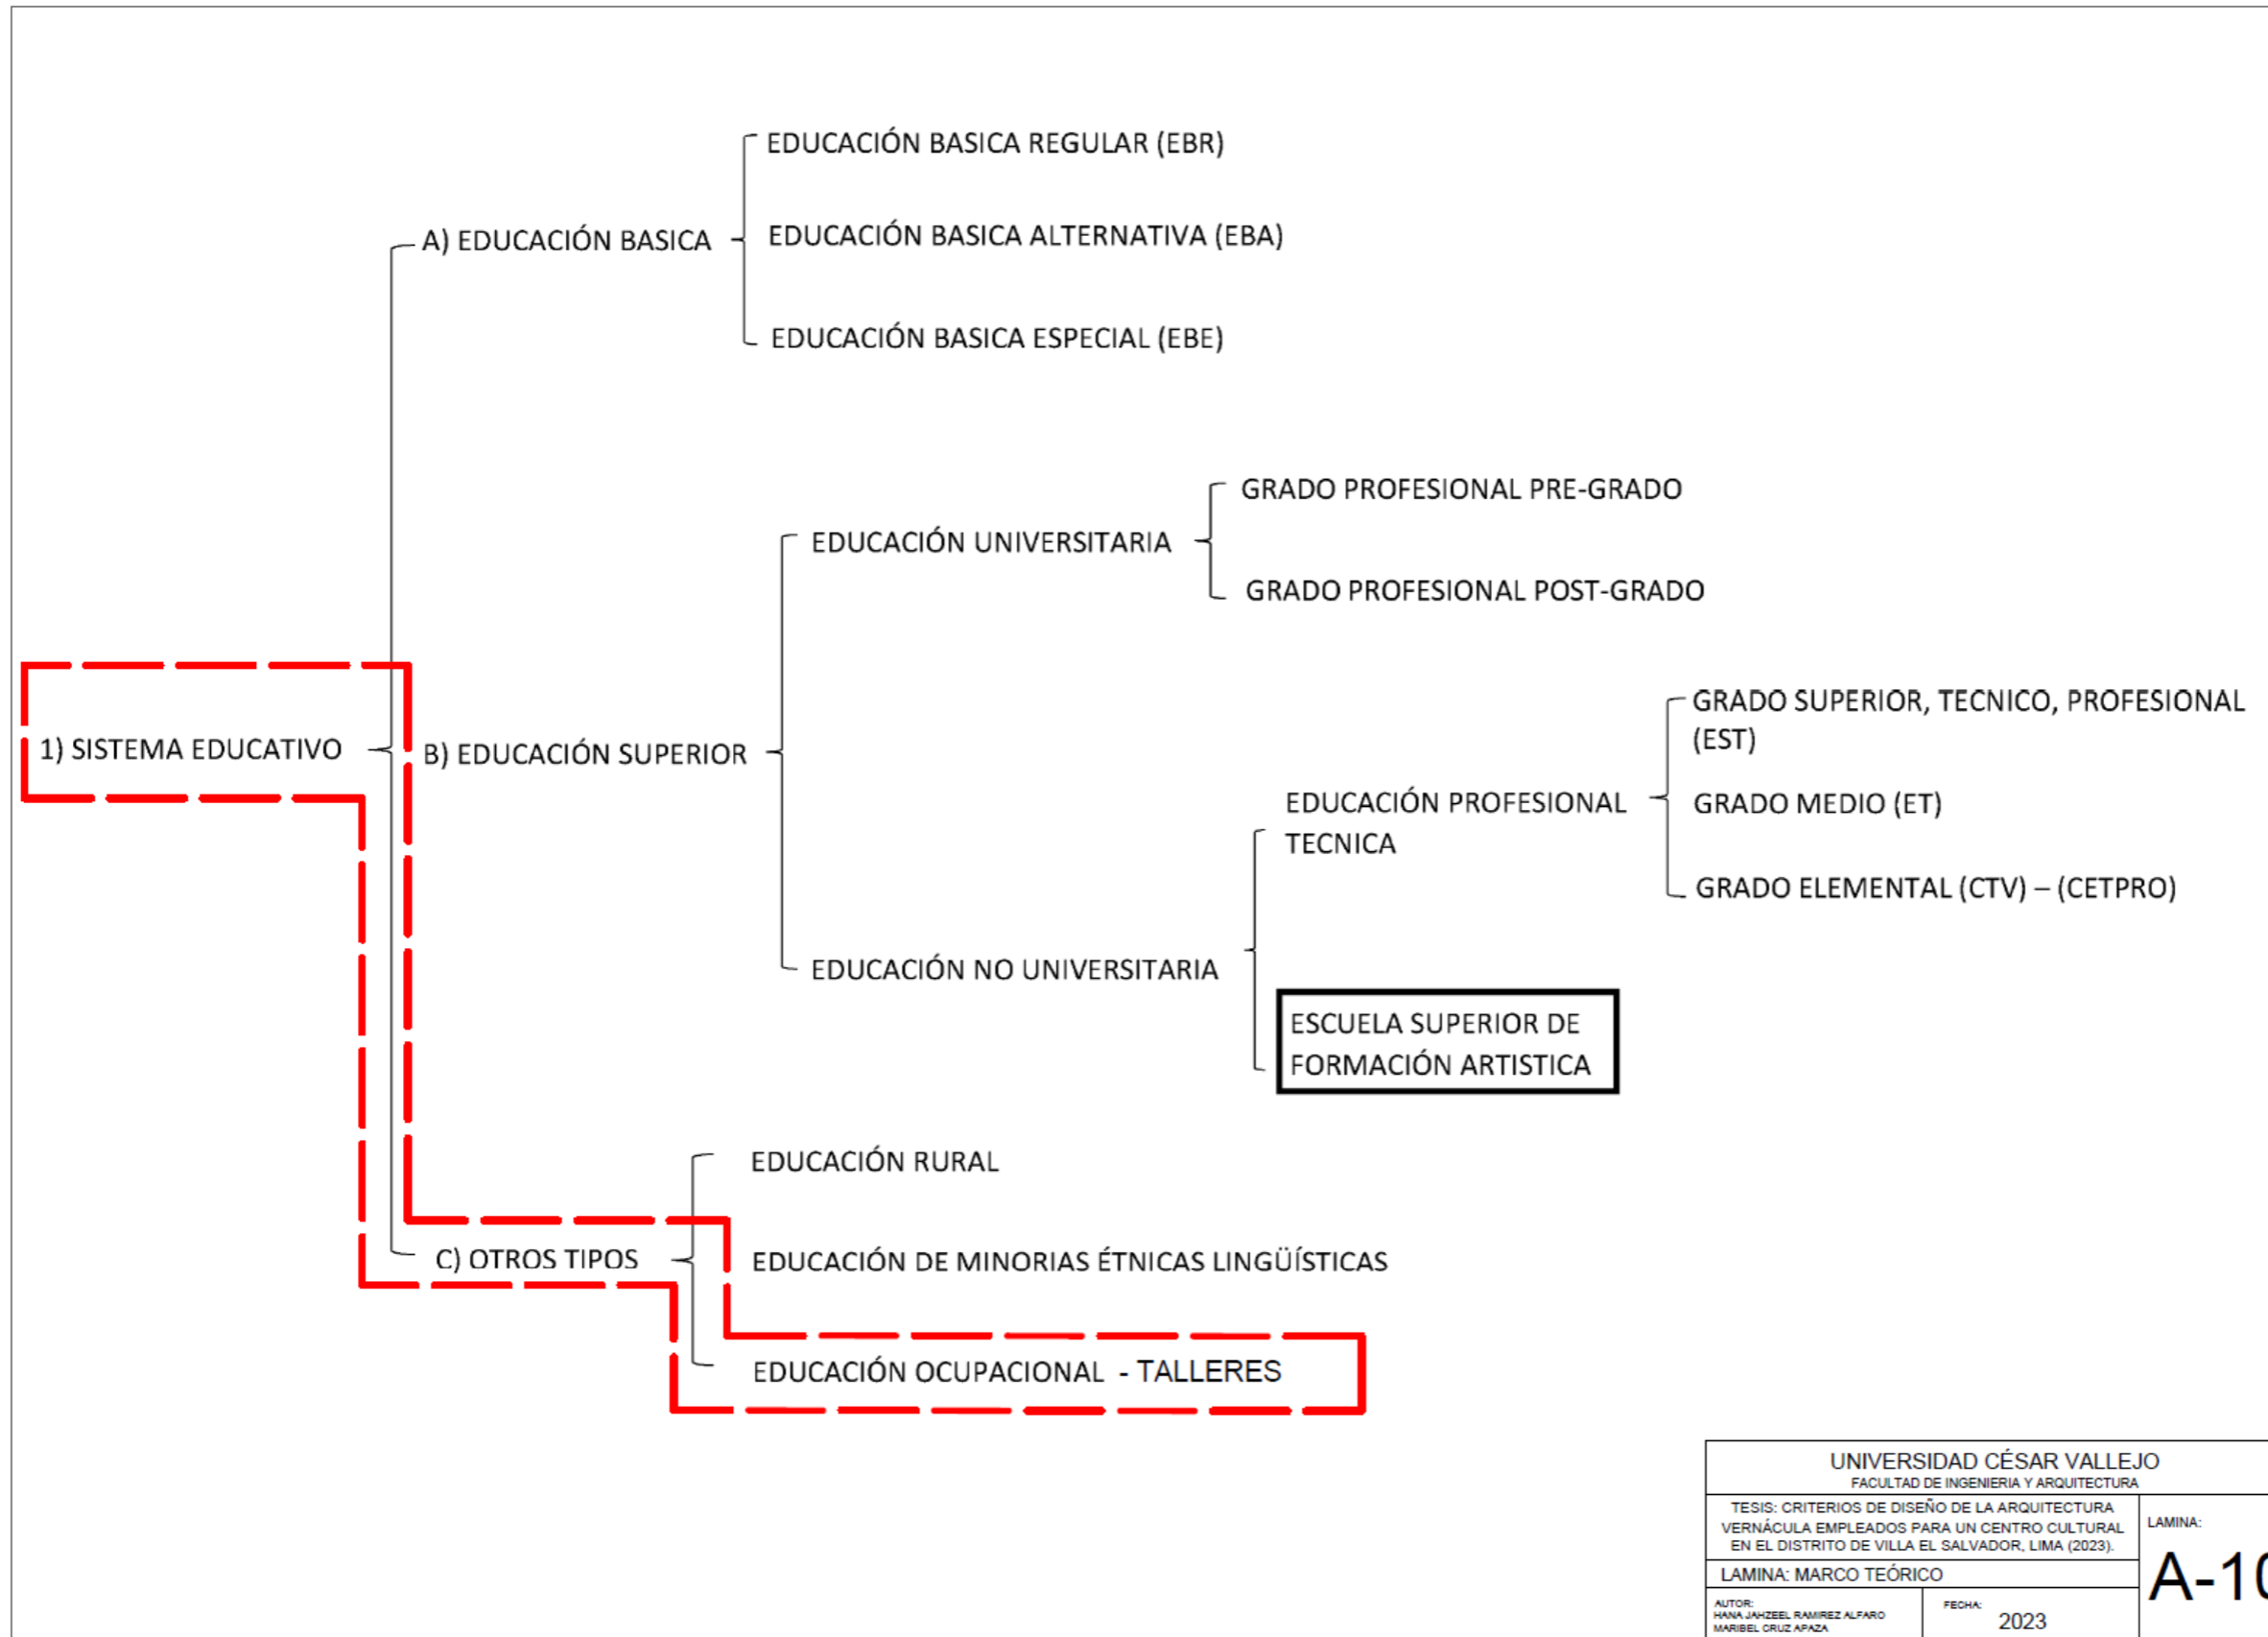 EDUCACIÓN BASICA REGULAR (EBR)
A) EDUCACIÓN BASICA
EDUCACIÓN BASICA ALTERNATIVA (EBA)
EDUCACIÓN BASICA ESPECIAL (EBE)
GRADO PROFESIONAL PRE-GRADO
EDUCACIÓN UNIVERSITARIA
GRADO PROFESIONAL POST-GRADO
1) SISTEMA EDUCATIVO
B) EDUCACIÓN SUPERIOR
GRADO SUPERIOR, TECNICO, PROFESIONAL
(EST)
EDUCACIÓN PROFESIONAL
TECNICA
GRADO MEDIO (ET)
GRADO ELEMENTAL (CTV) – (CETPRO)
EDUCACIÓN NO UNIVERSITARIA
ESCUELA SUPERIOR DE
FORMACIÓN ARTISTICA
EDUCACIÓN RURAL
C) OTROS TIPOS
EDUCACIÓN DE MINORIAS ÉTNICAS LINGÜÍSTICAS
EDUCACIÓN OCUPACIONAL - TALLERES
UNIVERSIDAD CÉSAR VALLEJO
FACULTAD DE INGENIERIA Y ARQUITECTURA
TESIS: CRITERIOS DE DISEÑO DE LA ARQUITECTURA
VERNÁCULA EMPLEADOS PARA UN CENTRO CULTURAL
EN EL DISTRITO DE VILLA EL SALVADOR, LIMA (2023).
LAMINA:
A-10
LAMINA: MARCO TEÓRICO
AUTOR:
HANA JAHZEEL RAMIREZ ALFARO
MARIBEL CRUZ APAZA
FECHA:
2023